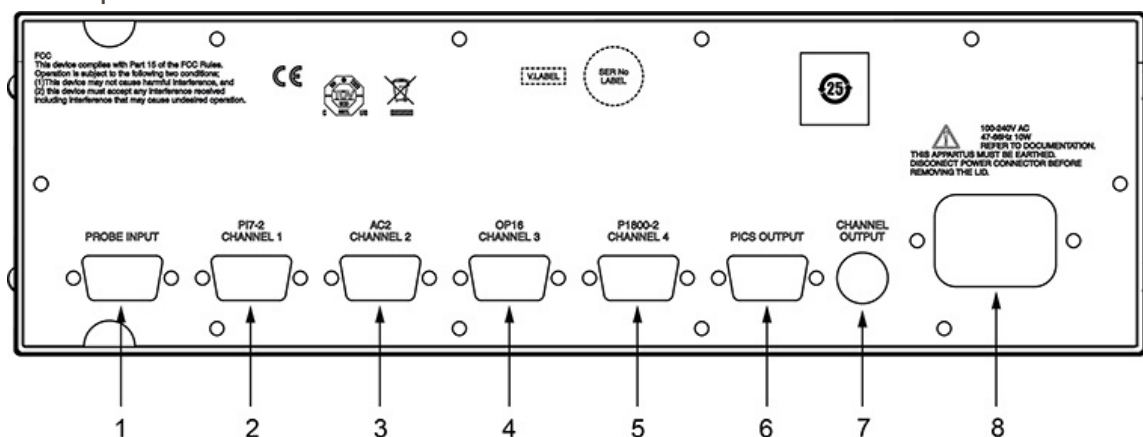 FCC
This device complies with Part 15 of the FCC Rules.
Operation is subject to the following two conditions;
(1)This device may not cause harmful interference, and
(2) this device must accept any interference received
including interference that may cause undesired operation.
CE
TÜV
C US
V.LABEL
SER No
LABEL
25
100-240V AC
47-66Hz 10W
REFER TO DOCUMENTATION.
THIS APPARTUS MUST BE EARTHED.
DISCONECT POWER CONNECTOR BEFORE
REMOVING THE LID.
PROBE INPUT
PI7-2
CHANNEL 1
AC2
CHANNEL 2
OP16
CHANNEL 3
P1800-2
CHANNEL 4
PICS OUTPUT
CHANNEL
OUTPUT
1 2 3 4 5 6 7 8